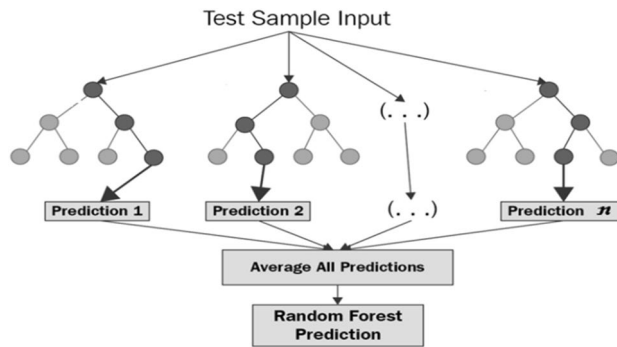 Test Sample Input
(. . .)
Prediction 1
Prediction 2
(. . .)
Prediction n
Average All Predictions
Random Forest
Prediction